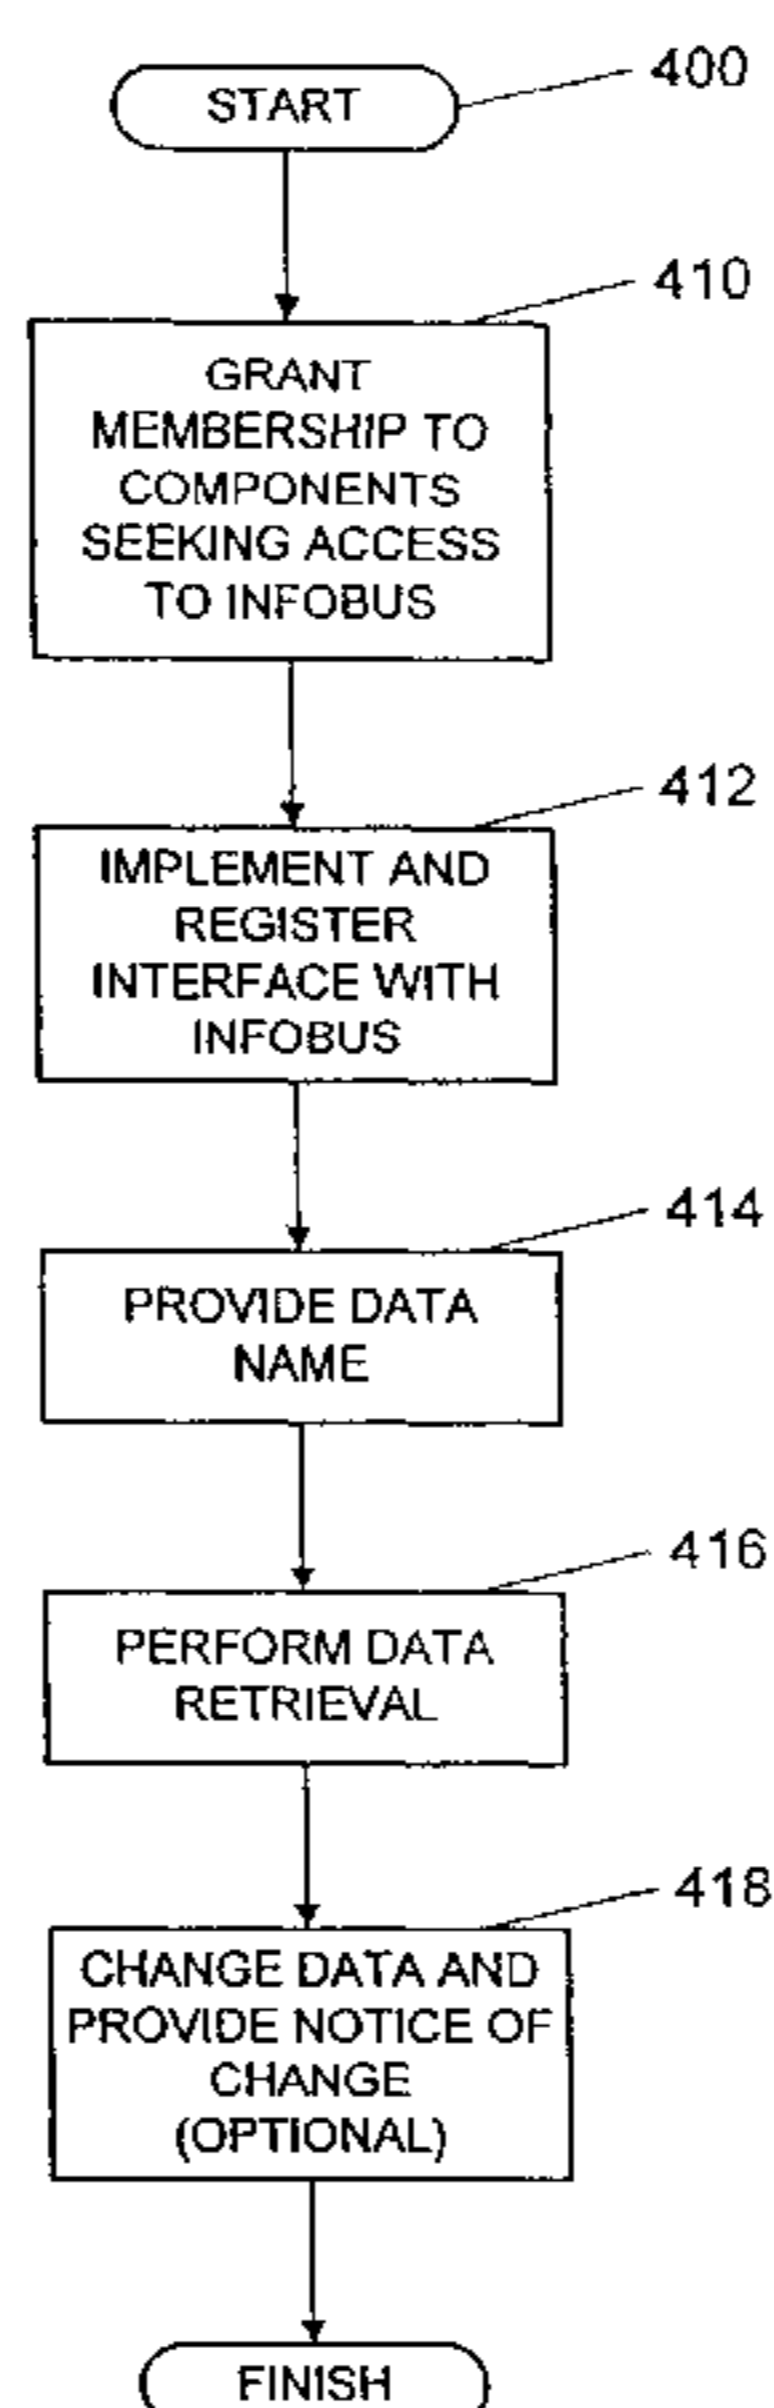 START
400
410
GRANT
MEMBERSHIP TO
COMPONENTS
SEEKING ACCESS
TO INFOBUS
412
IMPLEMENT AND
REGISTER
INTERFACE WITH
INFOBUS
414
PROVIDE DATA
NAME
416
PERFORM DATA
RETRIEVAL
418
CHANGE DATA AND
PROVIDE NOTICE OF
CHANGE
(OPTIONAL)
FINISH